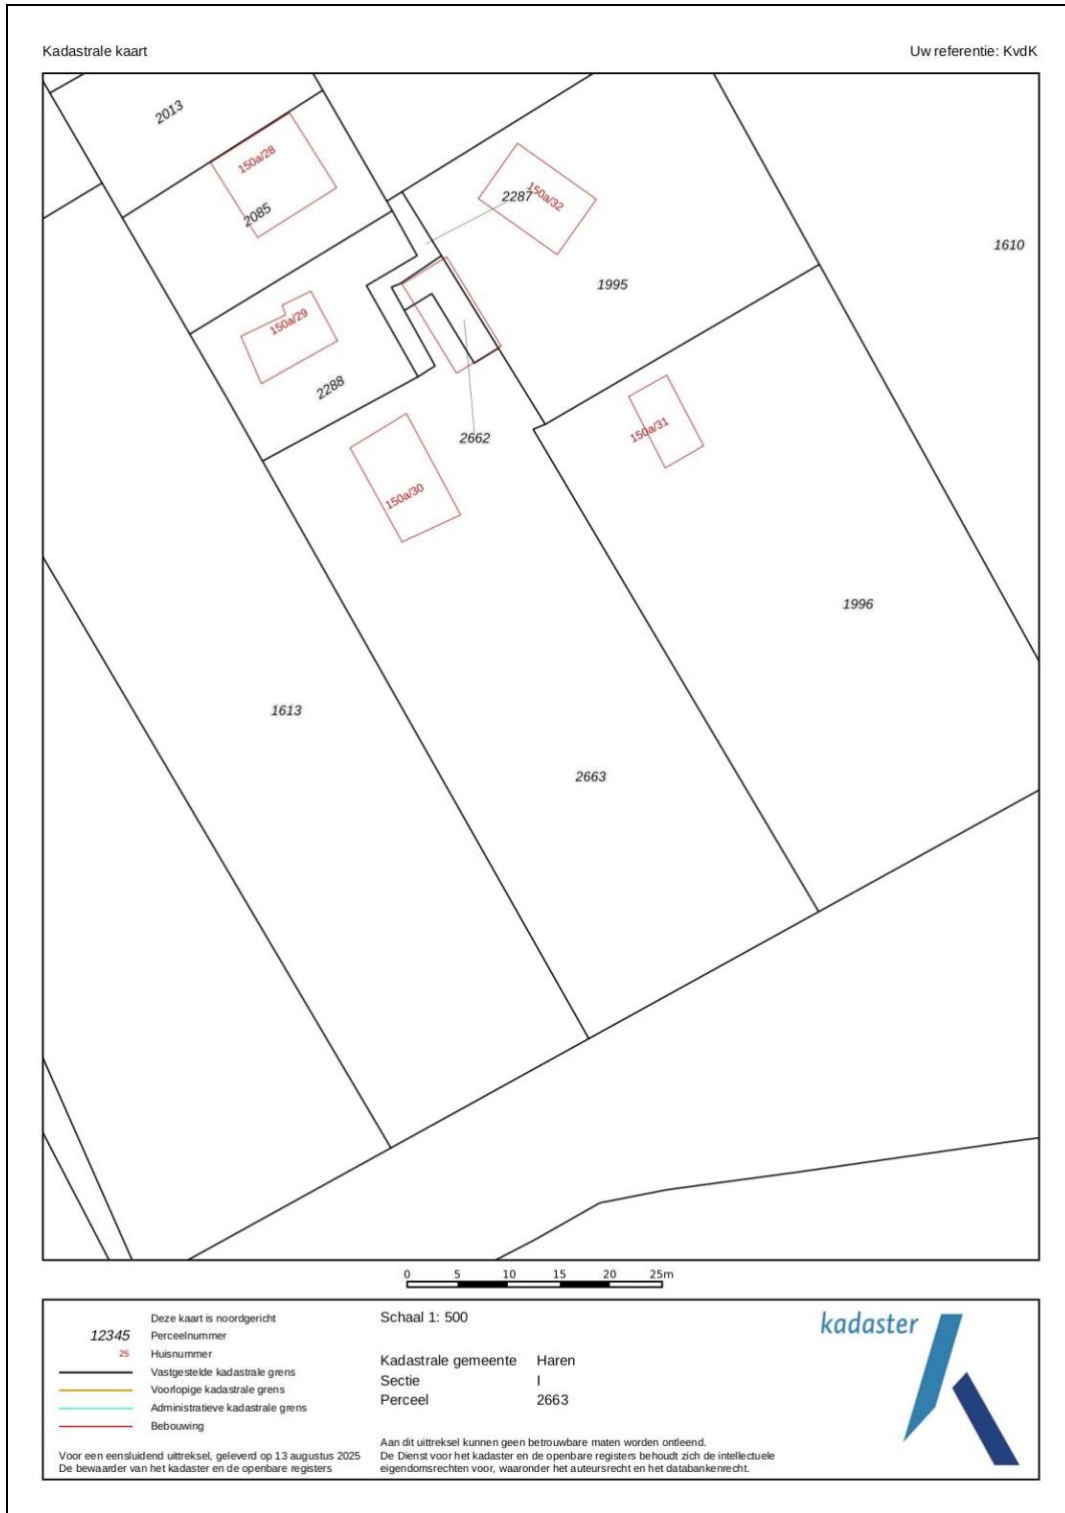 Kadastrale kaart
Uw referentie: KvdK
2013
150a/28
2085
2287
150a/32
1610
1995
150a/29
2288
2662
150a/31
150a/30
1996
1613
2663
0 5 10 15 20 25m
Deze kaart is noordgericht
12345 Perceelnummer
25 Huisnummer
Vastgestelde kadastrale grens
Voorlopige kadastrale grens
Administratieve kadastrale grens
Bebouwing
Voor een eensluidend uittreksel, geleverd op 13 augustus 2025
De bewaarder van het kadaster en de openbare registers
Schaal 1: 500
Kadastrale gemeente Haren
Sectie I
Perceel 2663
Aan dit uittreksel kunnen geen betrouwbare maten worden ontleend.
De Dienst voor het kadaster en de openbare registers behoudt zich de intellectuele
eigendomsrechten voor, waaronder het auteursrecht en het databankenrecht.
kadaster